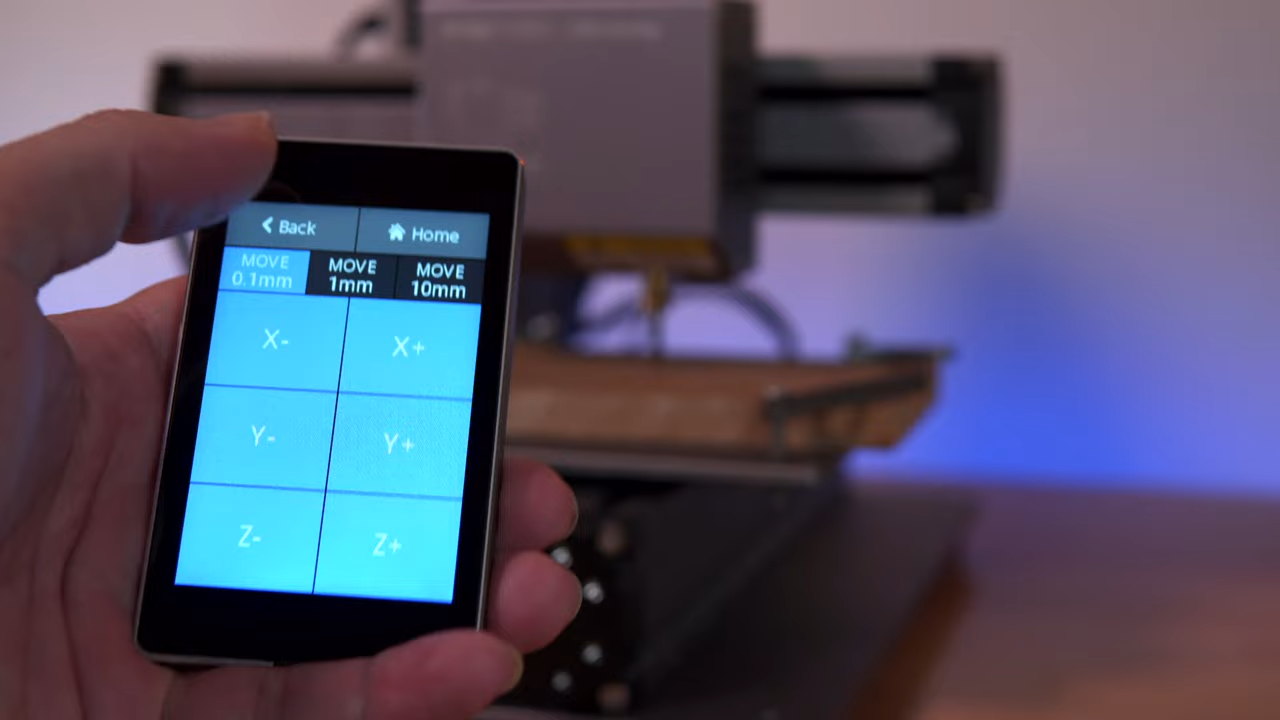 Back
Home
MOVE
0.1mm
MOVE
1mm
MOVE
10mm
X-
X+
Y-
Y+
Z-
Z+